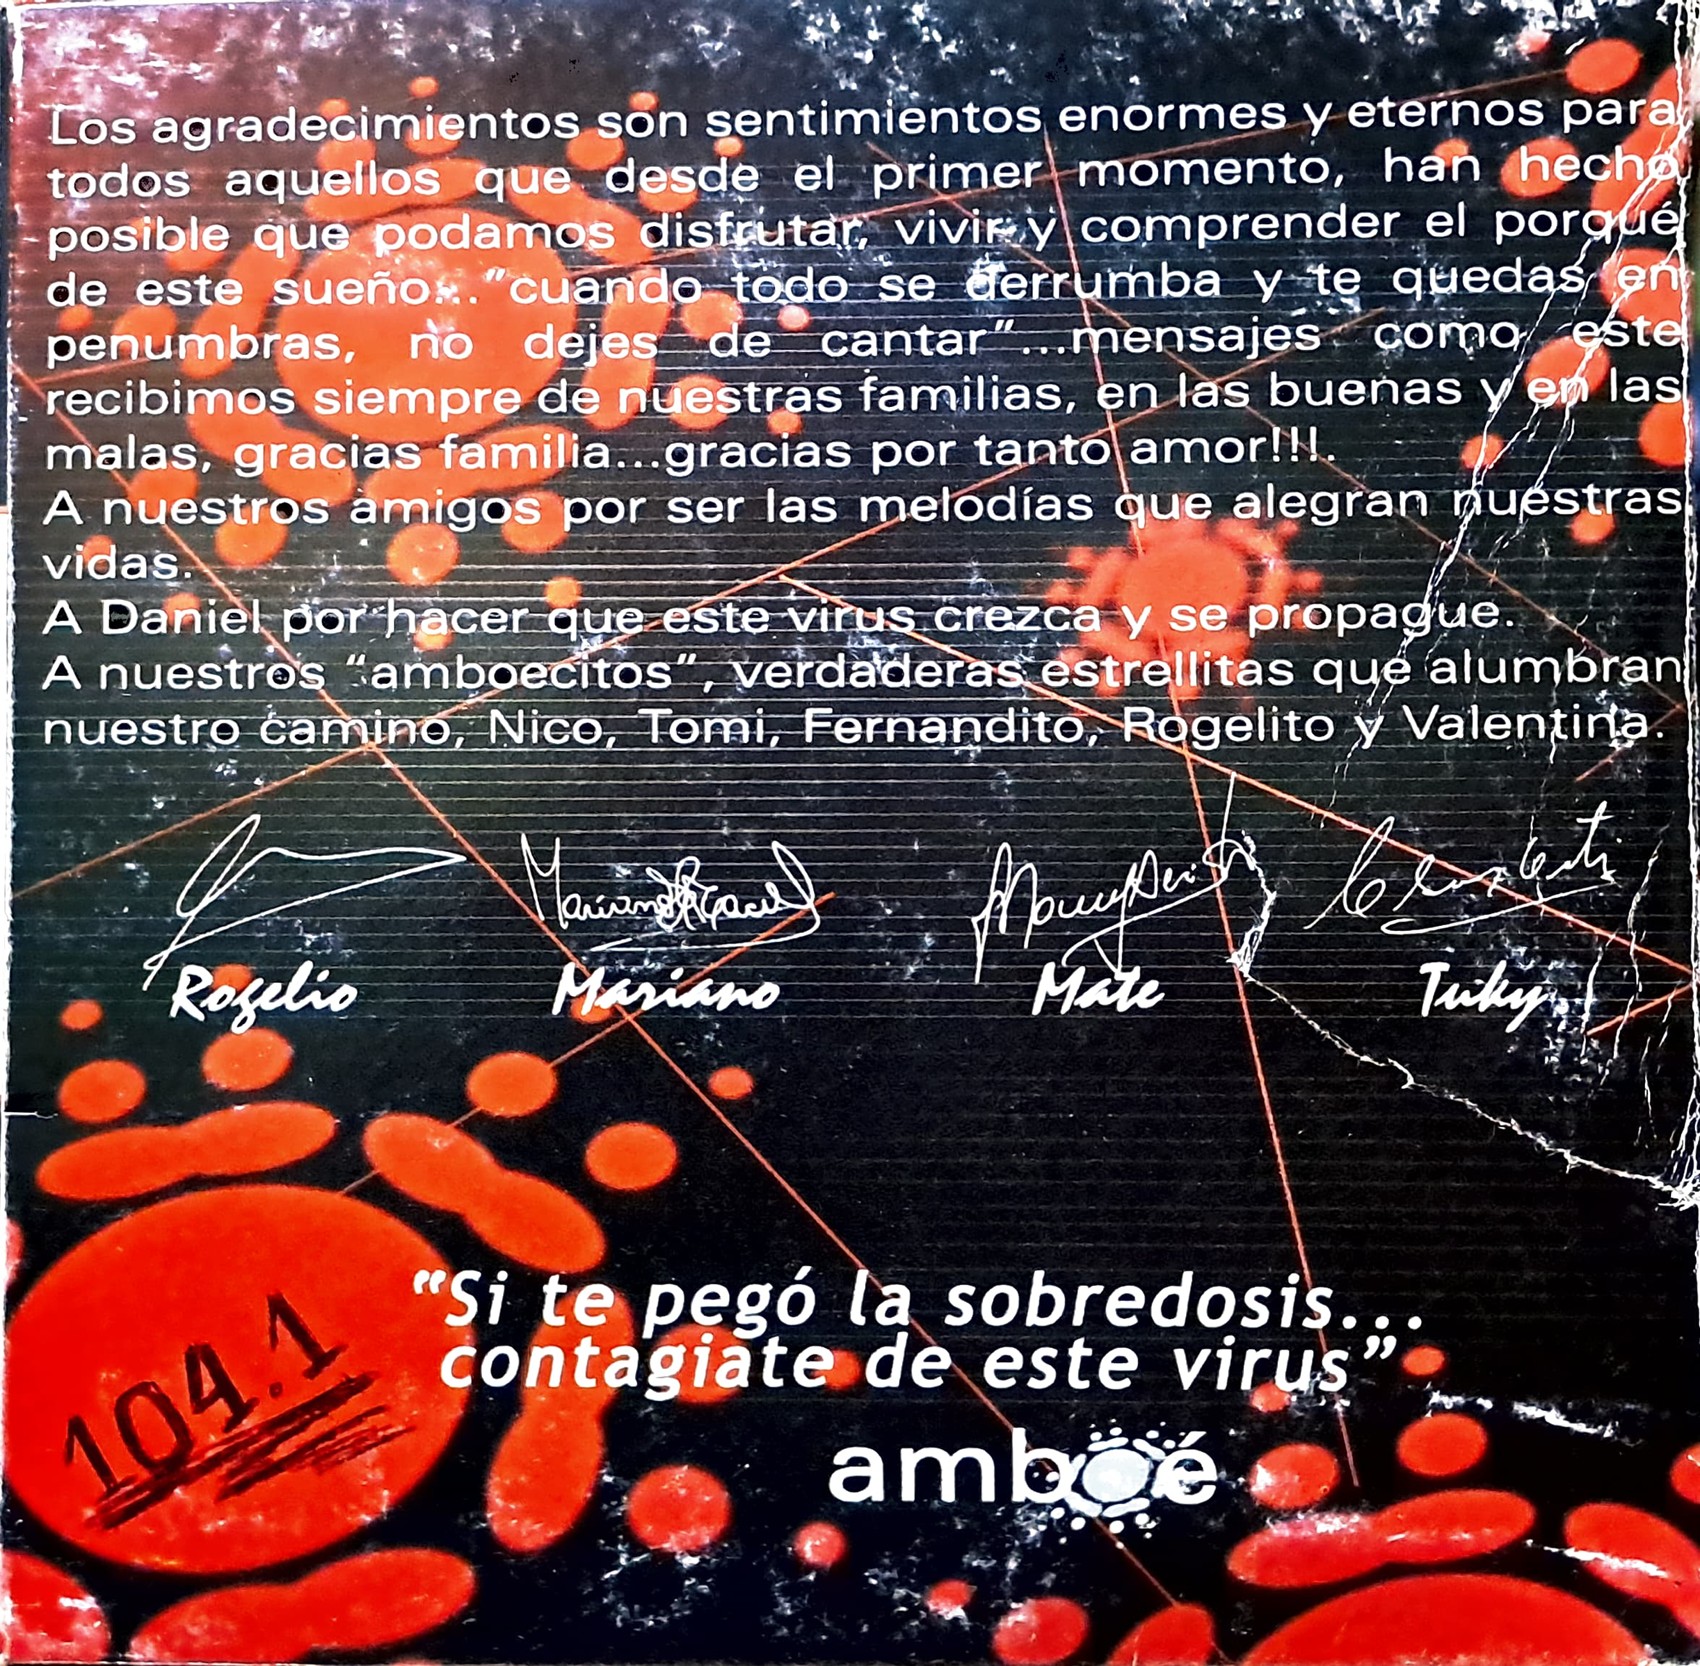 Los agradecimientos son sentimientos enormes y eternos para
todos aquellos que desde el primer momento, han hecho
posible que podamos disfrutar, vivir y comprender el porqué
de este sueño..."cuando todo se derrumba y te quedas en
penumbras, no dejes de cantar"...mensajes como este
recibimos siempre de nuestras familias, en las buenas y en las
malas, gracias familia...gracias por tanto amor!!!.
A nuestros amigos por ser las melodías que alegran nuestras
vidas.
A Daniel por hacer que este virus crezca y se propague.
A nuestros "amboecitos", verdaderas estrellitas que alumbran
nuestro camino, Nico, Tomi, Fernandito, Rogelito y Valentina.
Rogelio Mariano Mate Tuky
"Si te pegó la sobredosis...
contagiate de este virus"
104.1
amboé